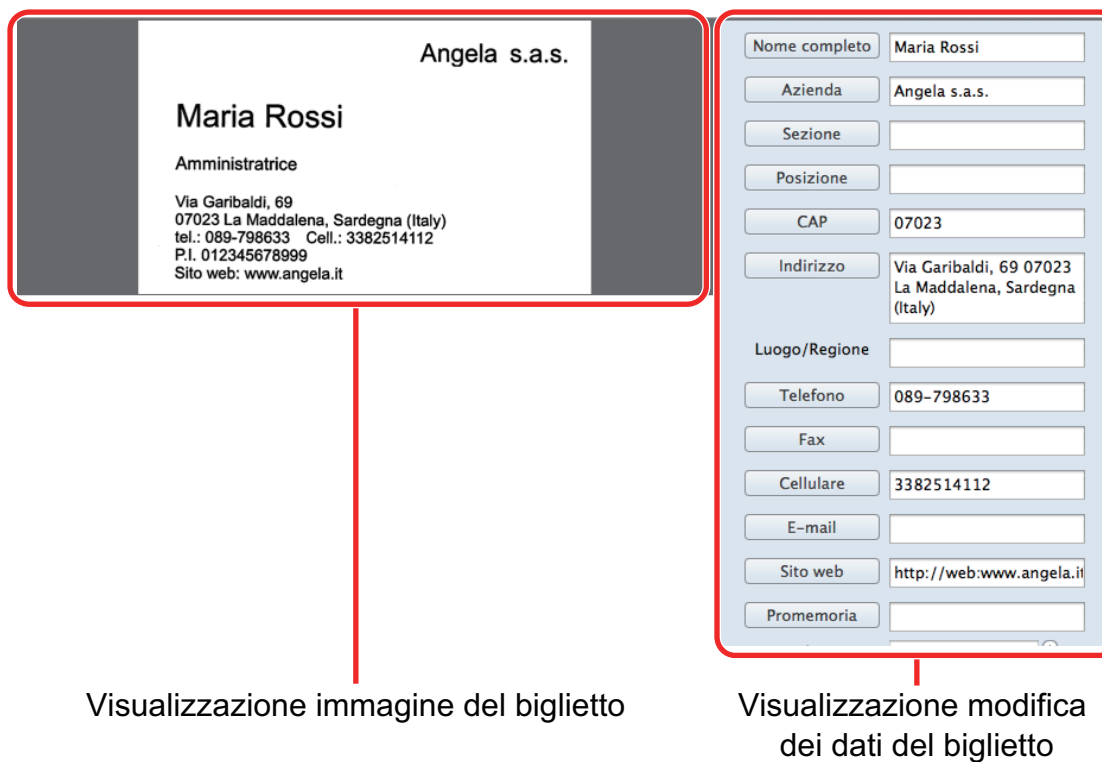 Angela s.a.s.
Maria Rossi
Amministratrice
Via Garibaldi, 69
07023 La Maddalena, Sardegna (Italy)
tel.: 089-798633 Cell.: 3382514112
P.I. 012345678999
Sito web: www.angela.it
Nome completo Maria Rossi
Azienda Angela s.a.s.
Sezione
Posizione
CAP 07023
Indirizzo Via Garibaldi, 69 07023
La Maddalena, Sardegna
(Italy)
Luogo/Regione
Telefono 089-798633
Fax
Cellulare 3382514112
E-mail
Sito web http://web:www.angela.it
Promemoria
Visualizzazione immagine del biglietto
Visualizzazione modifica
dei dati del biglietto